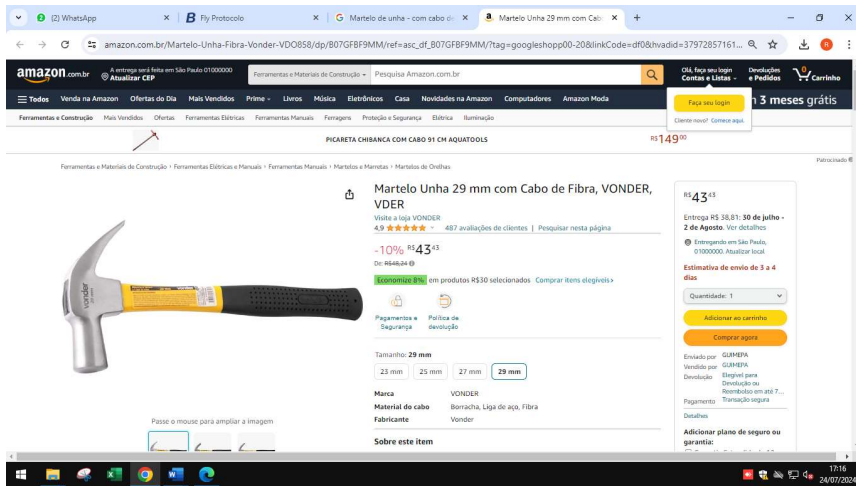 (2) WhatsApp
Fly Protocolo
Martelo de unha - com cabo de
Martelo Unha 29 mm com Cab
amazon.com.br/Martelo-Unha-Fibra-Vonder-VDO858/dp/B07GFBF9MM/ref=asc_df_B07GFBF9MM/?tag=googleshopp00-20&linkCode=df0&hvadid=37972857161...
amazon.com.br
A entrega será feita em São Paulo 01000000
Atualizar CEP
Ferramentas e Materiais de Construção
Pesquisa Amazon.com.br
Olá, faça seu login
Contas e Listas
Devoluções
e Pedidos
0
Carrinho
Todos Venda na Amazon Ofertas do Dia Mais Vendidos Prime Livros Música Eletrônicos Casa Novidades na Amazon Computadores Amazon Moda
3 meses grátis
Faça seu login
Cliente novo? Comece aqui.
Ferramentas e Construção Mais Vendidos Ofertas Ferramentas Elétricas Ferramentas Manuais Ferragens Proteção e Segurança Elétrica Iluminação
PICARETA CHIBANCA COM CABO 91 CM AQUATOOLS
R$149,00
Patrocinado
Ferramentas e Materiais de Construção › Ferramentas Elétricas e Manuais › Ferramentas Manuais › Martelos e Marretas › Martelos de Orelhas
Martelo Unha 29 mm com Cabo de Fibra, VONDER,
VDER
Visite a loja VONDER
4,9 487 avaliações de clientes | Pesquisar nesta página
-10% R$43 43
De: R$48,24
Economize 8% em produtos R$30 selecionados Comprar itens elegíveis›
Pagamentos e
Segurança
Política de
devolução
Tamanho: 29 mm
23 mm 25 mm 27 mm 29 mm
Marca VONDER
Material do cabo Borracha, Liga de aço, Fibra
Fabricante Vonder
Sobre este item
vonder
Passe o mouse para ampliar a imagem
R$43 43
Entrega R$ 38,81: 30 de julho -
2 de Agosto. Ver detalhes
Entregando em São Paulo,
01000000. Atualizar local
Estimativa de envio de 3 a 4
dias
Quantidade: 1
Adicionar ao carrinho
Comprar agora
Enviado por GUIMEPA
Vendido por GUIMEPA
Devolução Elegível para
Devolução ou
Reembolso em até 7...
Pagamento Transação segura
Detalhes
Adicionar plano de seguro ou
garantia:
17:16
24/07/2024